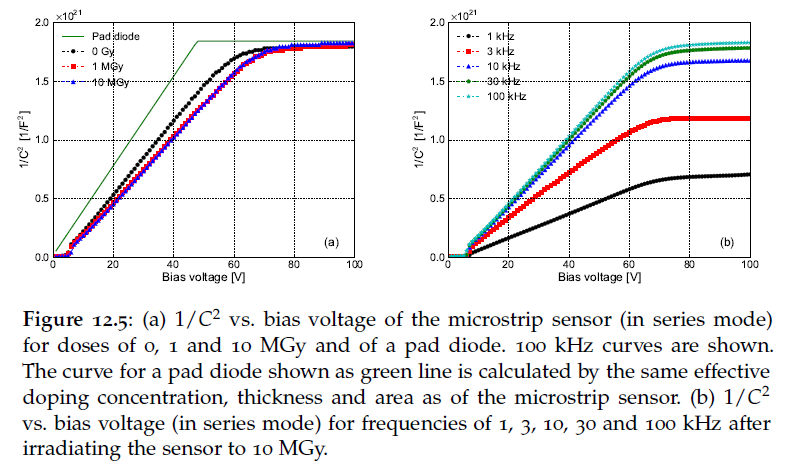 ×10²¹
2.0
1.5
1.0
0.5
0.0
1/C² [1/F²]
Pad diode
0 Gy
1 MGy
10 MGy
(a)
0 20 40 60 80 100
Bias voltage [V]
×10²¹
2.0
1.5
1.0
0.5
0.0
1/C² [1/F²]
1 kHz
3 kHz
10 kHz
30 kHz
100 kHz
(b)
0 20 40 60 80 100
Bias voltage [V]
Figure 12.5: (a) 1/C² vs. bias voltage of the microstrip sensor (in series mode)
for doses of 0, 1 and 10 MGy and of a pad diode. 100 kHz curves are shown.
The curve for a pad diode shown as green line is calculated by the same effective
doping concentration, thickness and area as of the microstrip sensor. (b) 1/C²
vs. bias voltage (in series mode) for frequencies of 1, 3, 10, 30 and 100 kHz after
irradiating the sensor to 10 MGy.